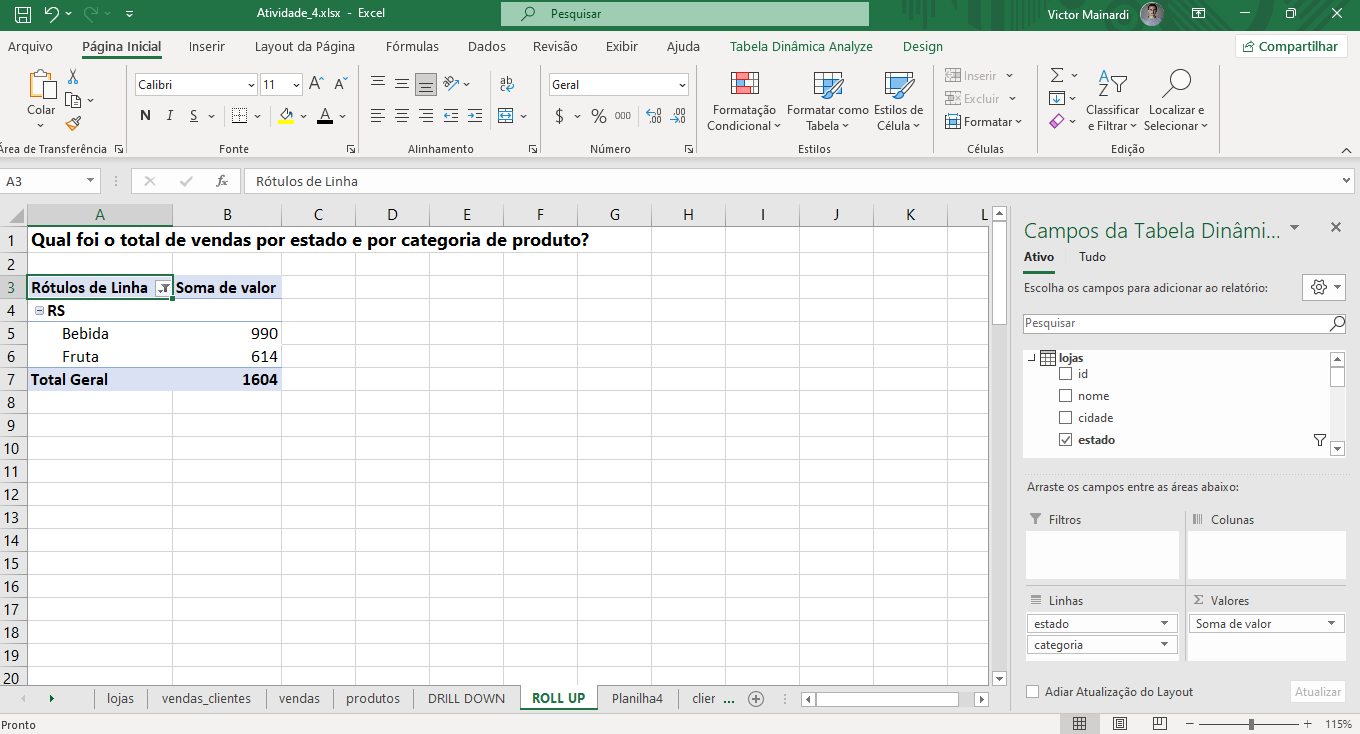 Atividade_4.xlsx - Excel
Pesquisar
Victor Mainardi
Arquivo
Página Inicial
Inserir
Layout da Página
Fórmulas
Dados
Revisão
Exibir
Ajuda
Tabela Dinâmica Analyze
Design
Compartilhar
Colar
Calibri
11
A A
N I S
A
ab
Geral
$ % 000
Formatação Condicional
Formatar como Tabela
Estilos de Célula
Inserir
Excluir
Formatar
Classificar e Filtrar
Localizar e Selecionar
Área de Transferência
Fonte
Alinhamento
Número
Estilos
Células
Edição
A3
fx
Rótulos de Linha
A B C D E F G H I J K L
1 Qual foi o total de vendas por estado e por categoria de produto?
2
3 Rótulos de Linha Soma de valor
4 RS
5 Bebida 990
6 Fruta 614
7 Total Geral 1604
8
9
10
11
12
13
14
15
16
17
18
19
20
Campos da Tabela Dinâmi...
Ativo Tudo
Escolha os campos para adicionar ao relatório:
Pesquisar
lojas
id
nome
cidade
estado
Arraste os campos entre as áreas abaixo:
Filtros
Colunas
Linhas
estado
categoria
Σ Valores
Soma de valor
Adiar Atualização do Layout
Atualizar
lojas
vendas_clientes
vendas
produtos
DRILL DOWN
ROLL UP
Planilha4
clier ...
Pronto
115%